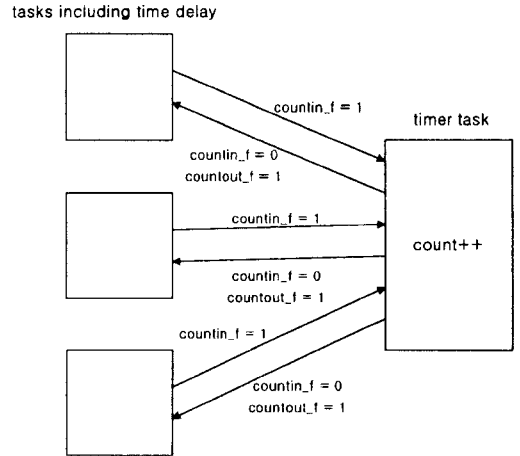 tasks including time delay
countin_f = 1
timer task
countin_f = 0
countout_f = 1
countin_f = 1
count++
countin_f = 0
countout_f = 1
countin_f = 1
countin_f = 0
countout_f = 1